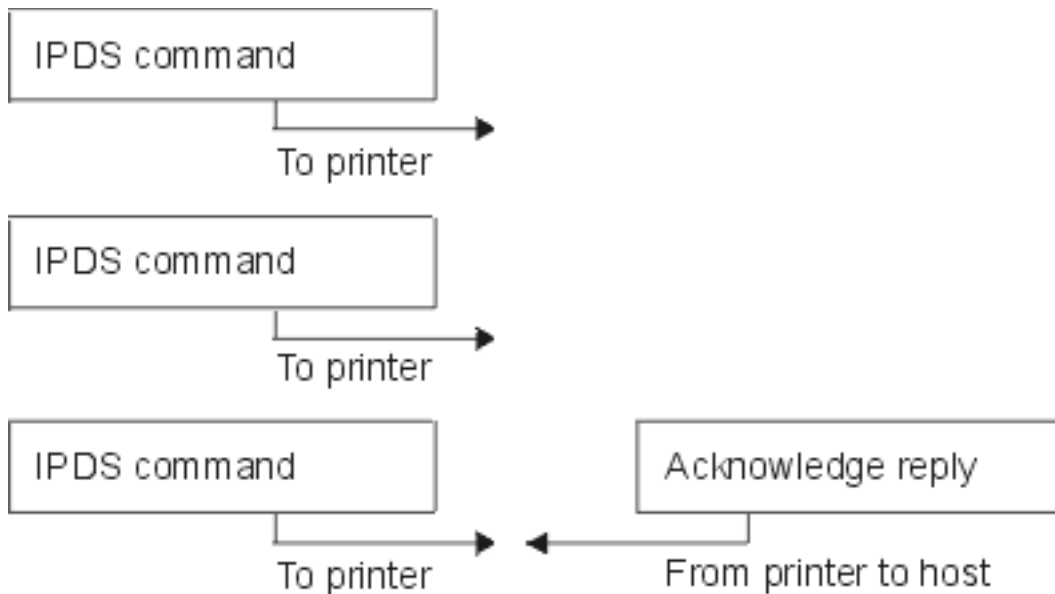 IPDS command
To printer
IPDS command
To printer
IPDS command
Acknowledge reply
To printer
From printer to host